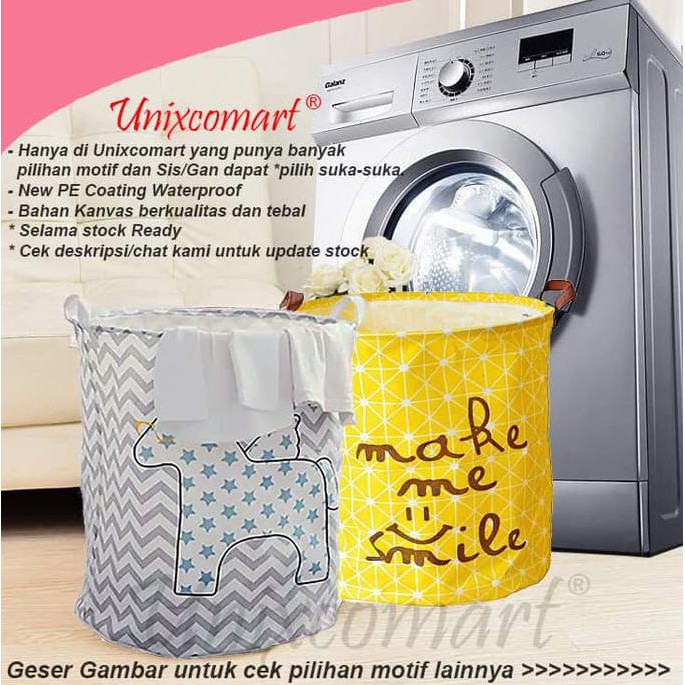 Unixcomart®
- Hanya di Unixcomart yang punya banyak
pilihan motif dan Sis/Gan dapat *pilih suka-suka.
- New PE Coating Waterproof
- Bahan Kanvas berkualitas dan tebal
* Selama stock Ready
* Cek deskripsi/chat kami untuk update stock
Galanz
make
me
smile
Unixcomart®
Geser Gambar untuk cek pilihan motif lainnya >>>>>>>>>>>